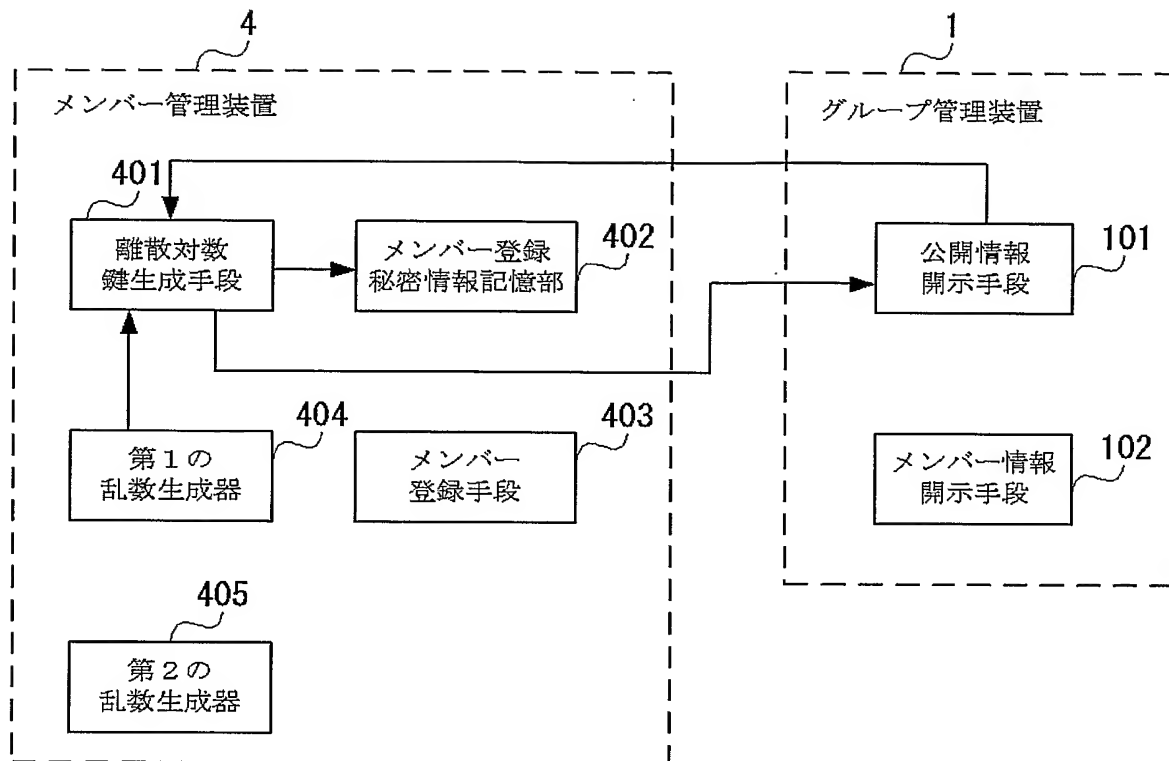 4
1
メンバー管理装置
グループ管理装置
401
離散対数
鍵生成手段
402
メンバー登録
秘密情報記憶部
101
公開情報
開示手段
404
第1の
乱数生成器
403
メンバー
登録手段
102
メンバー情報
開示手段
405
第2の
乱数生成器